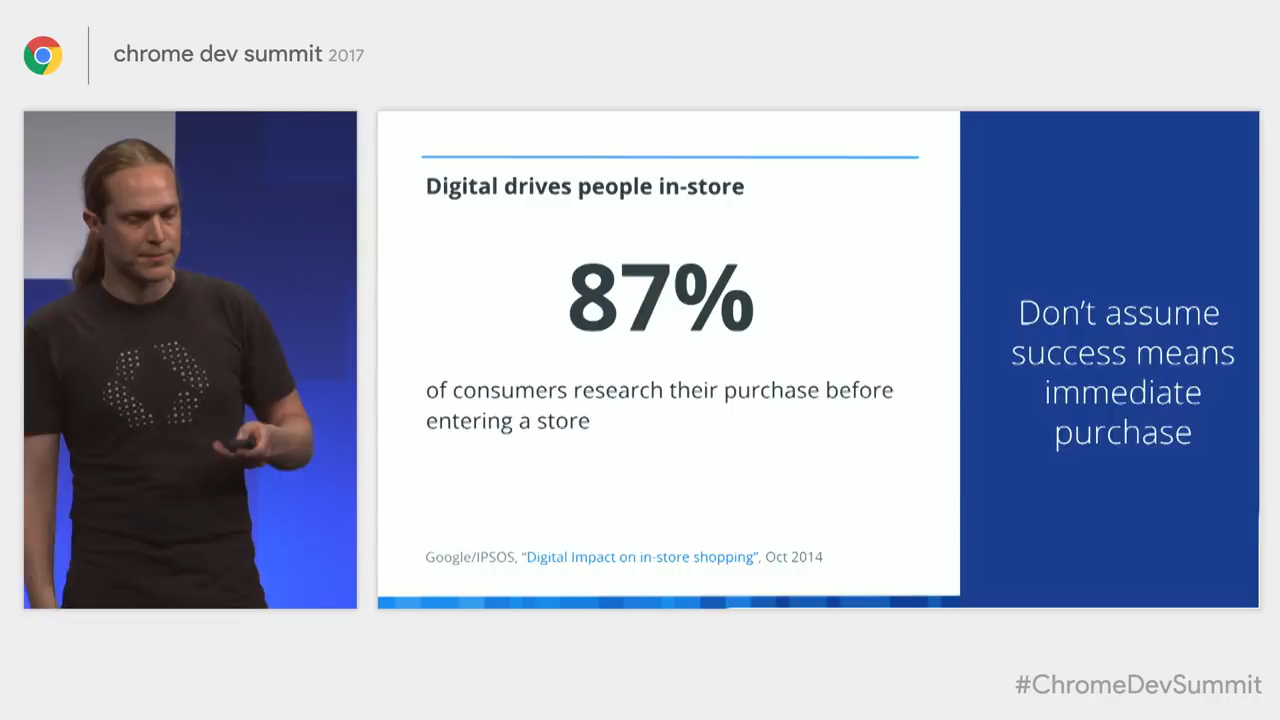 chrome dev summit 2017
Digital drives people in-store
87%
of consumers research their purchase before
entering a store
Google/IPSOS, “Digital Impact on in-store shopping”, Oct 2014
Don’t assume
success means
immediate
purchase
#ChromeDevSummit